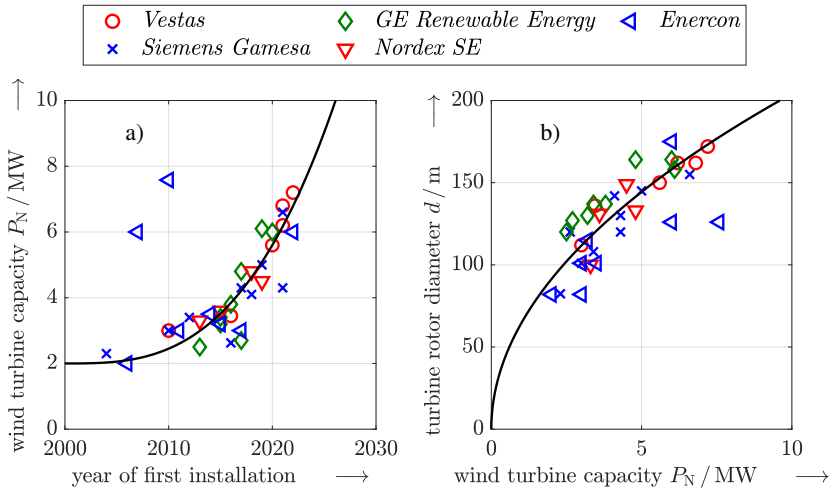 Vestas GE Renewable Energy Enercon
Siemens Gamesa Nordex SE
wind turbine capacity P_N / MW
10
8
6
4
2
0
a)
2000 2010 2020 2030
year of first installation
turbine rotor diameter d / m
200
150
100
50
0
b)
0 5 10
wind turbine capacity P_N / MW